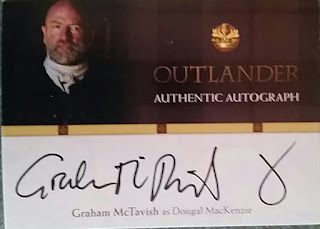 OUTLANDER
AUTHENTIC AUTOGRAPH
Graham McTavish as Dougal MacKenzie